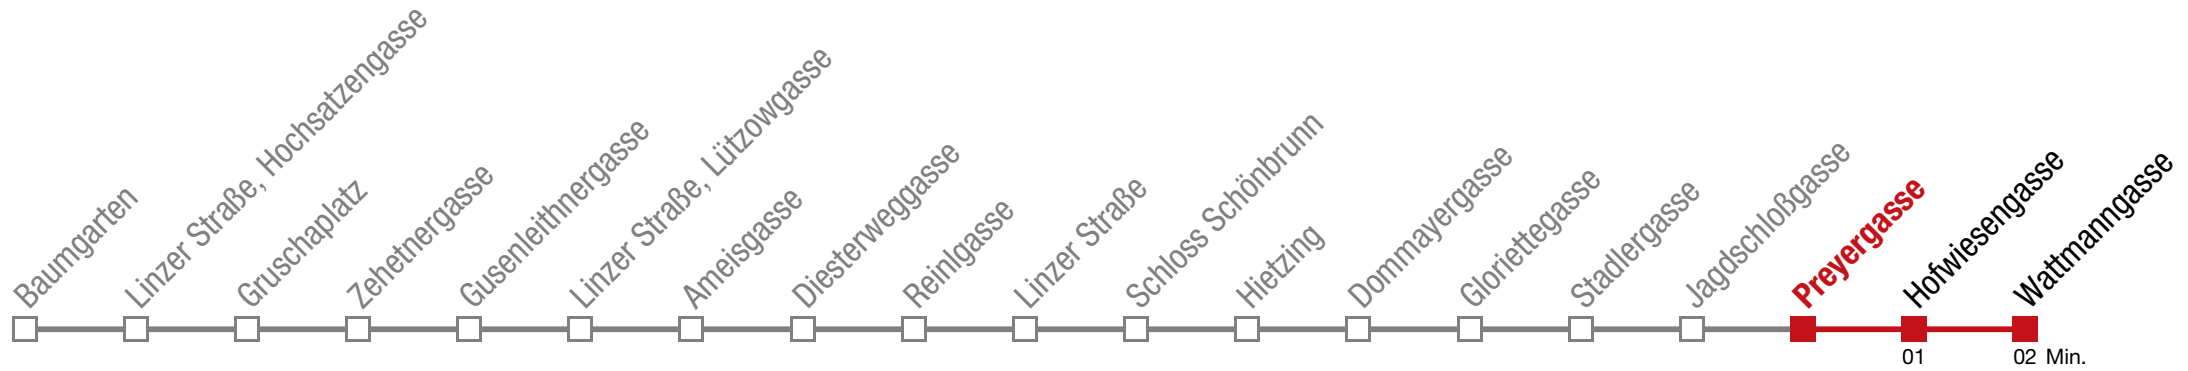 Baumgarten
Linzer Straße, Hochsatzengasse
Gruschaplatz
Zehetnergasse
Gusenleithnergasse
Linzer Straße, Lützowgasse
Ameisgasse
Diesterweggasse
Reinlgasse
Linzer Straße
Schloss Schönbrunn
Hietzing
Dommayergasse
Gloriettegasse
Stadlergasse
Jagdschloßgasse
Preyergasse
Hofwiesengasse
Wattmanngasse
01
02 Min.